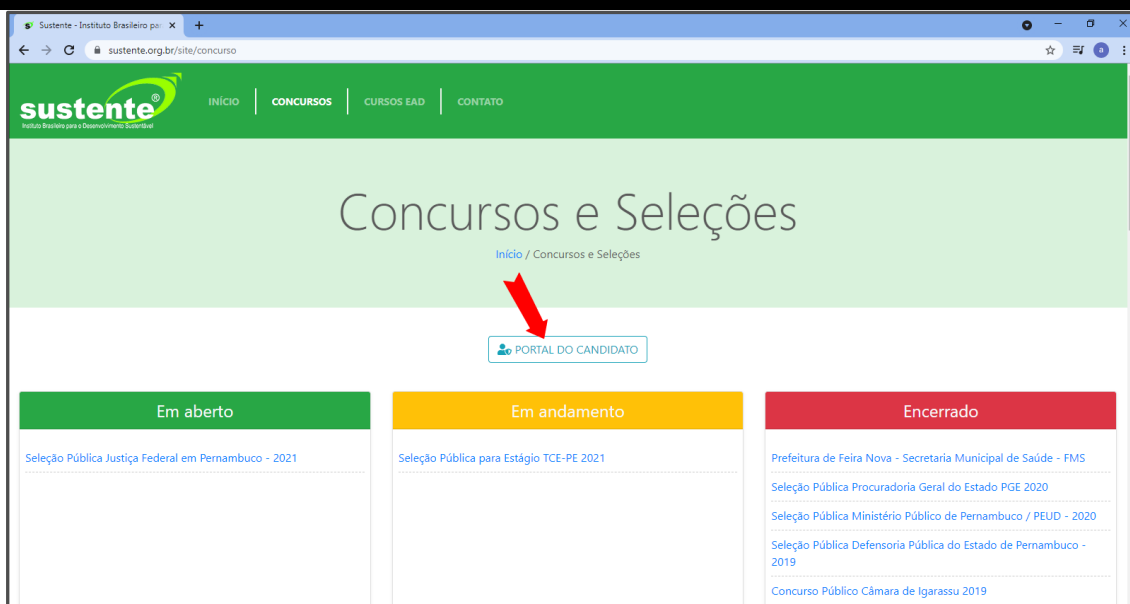 Sustente - Instituto Brasileiro pa
sustente.org.br/site/concurso
a
sustente®
Instituto Brasileiro para o Desenvolvimento Sustentável
INÍCIO
CONCURSOS
CURSOS EAD
CONTATO
Concursos e Seleções
Início / Concursos e Seleções
PORTAL DO CANDIDATO
Em aberto
Seleção Pública Justiça Federal em Pernambuco - 2021
Em andamento
Seleção Pública para Estágio TCE-PE 2021
Encerrado
Prefeitura de Feira Nova - Secretaria Municipal de Saúde - FMS
Seleção Pública Procuradoria Geral do Estado PGE 2020
Seleção Pública Ministério Público de Pernambuco / PEUD - 2020
Seleção Pública Defensoria Pública do Estado de Pernambuco -
2019
Concurso Público Câmara de Igarassu 2019